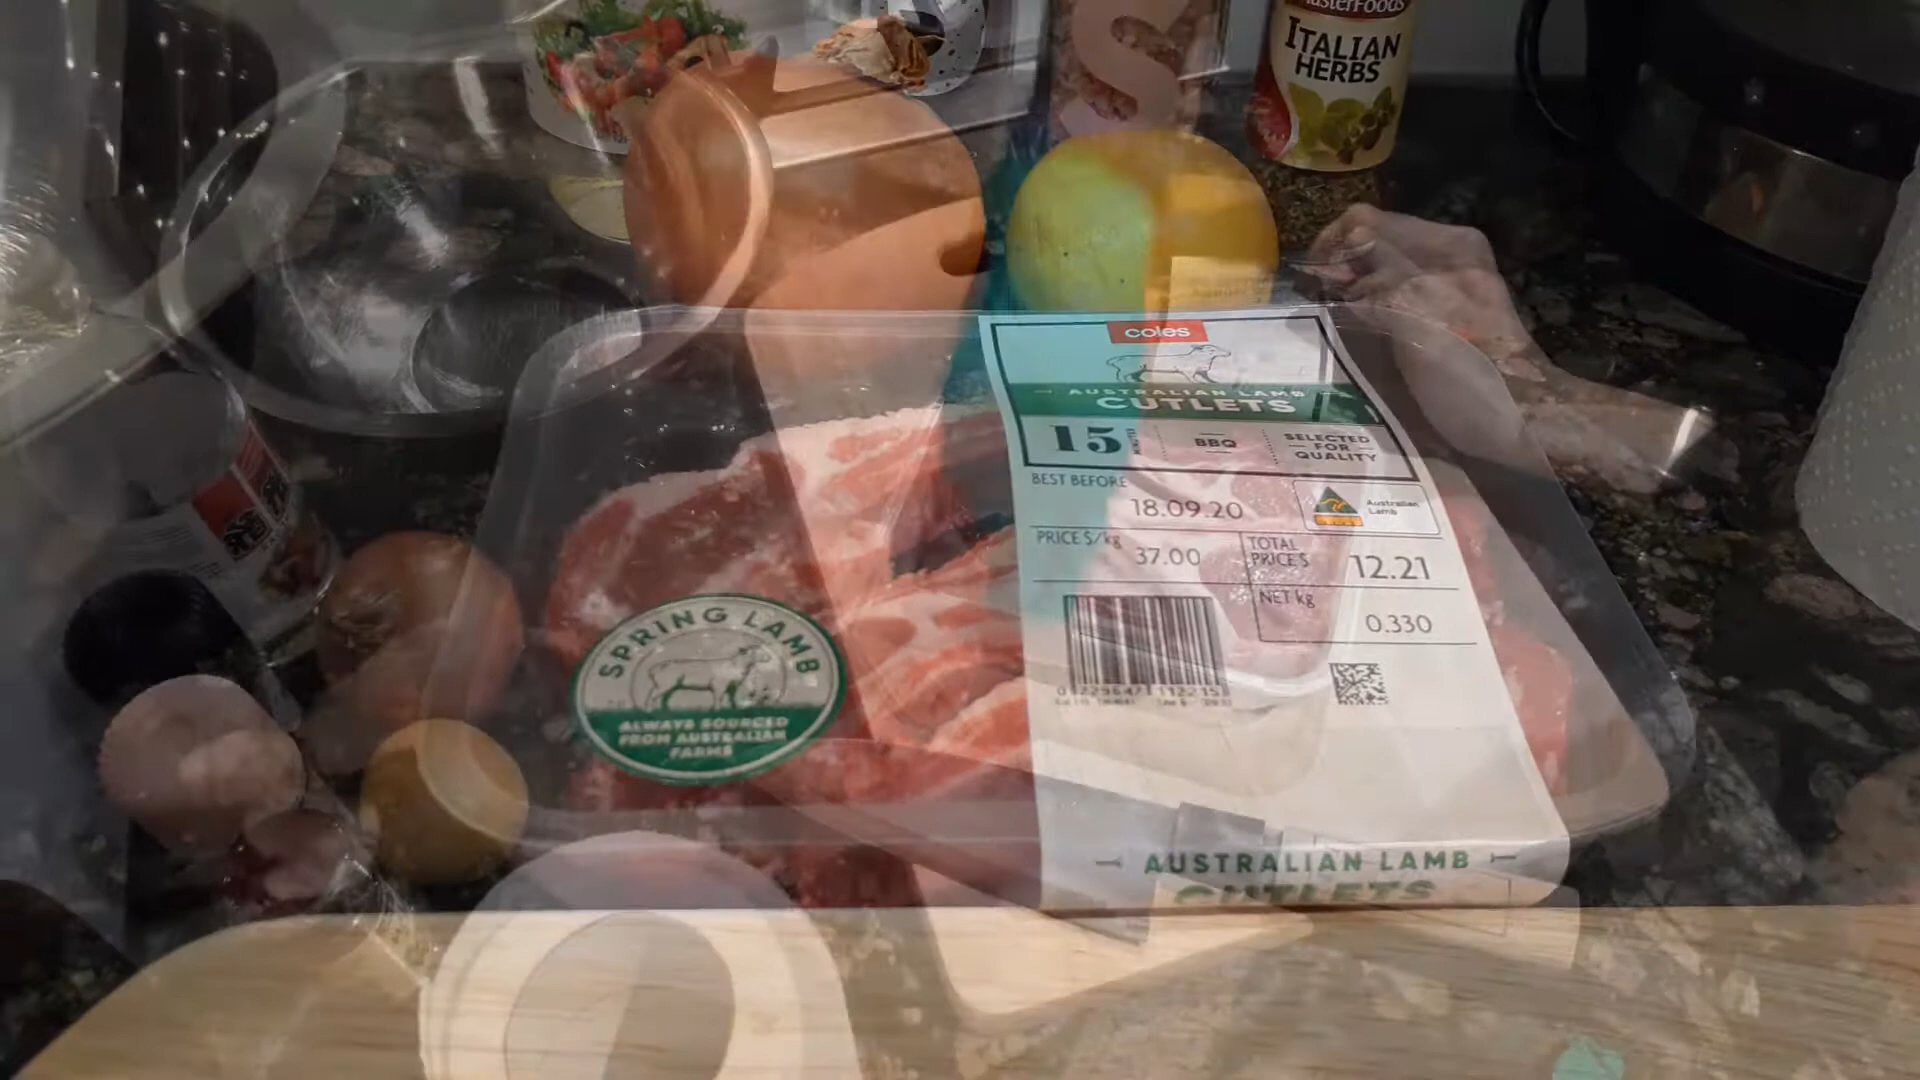 MasterFoods
ITALIAN
HERBS
S
coles
AUSTRALIAN LAMB
CUTLETS
15 MINUTES
BBQ
SELECTED
FOR
QUALITY
BEST BEFORE
18.09.20
Australian
Lamb
PRICE $/kg
37.00
TOTAL
PRICE $
12.21
NET kg
0.330
SPRING LAMB
ALWAYS SOURCED
FROM AUSTRALIAN
FARMS
AUSTRALIAN LAMB
CUTLETS